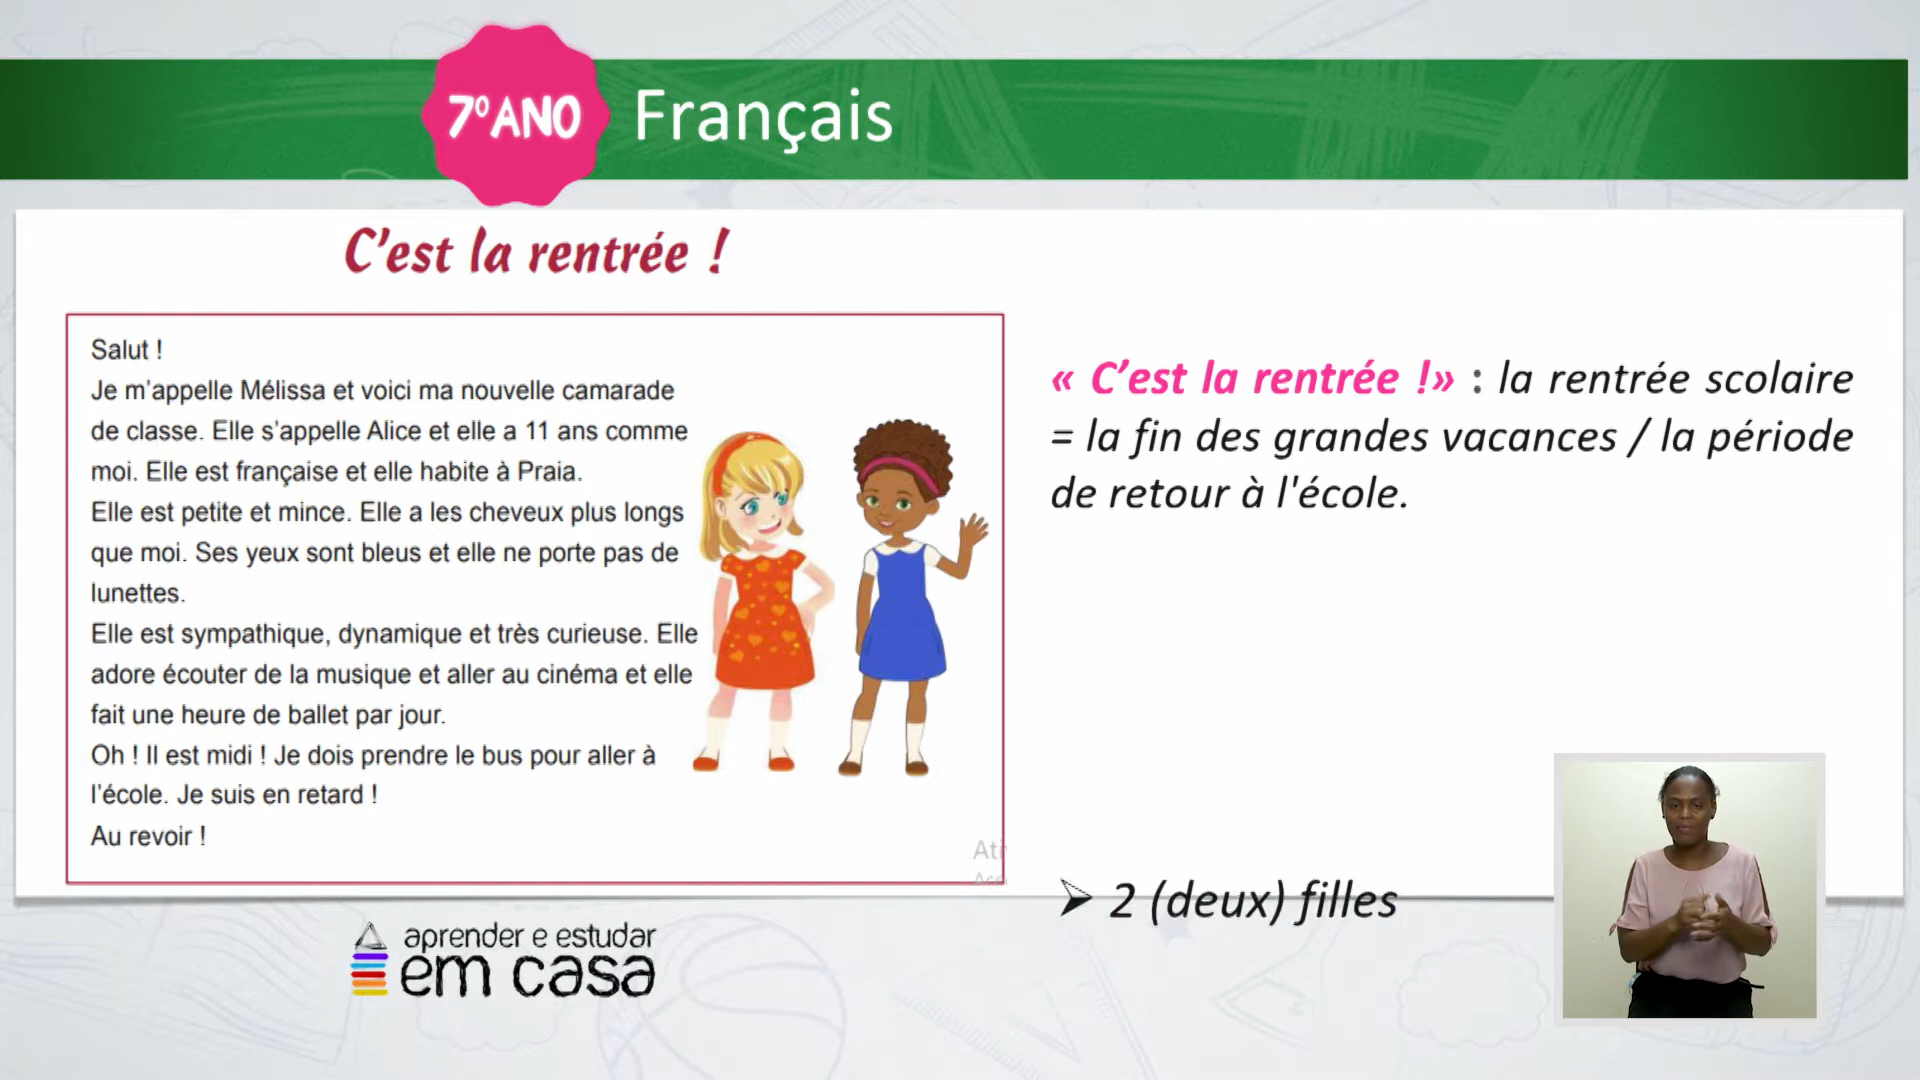 7ºANO
Français
C'est la rentrée !
Salut !
Je m'appelle Mélissa et voici ma nouvelle camarade
de classe. Elle s'appelle Alice et elle a 11 ans comme
moi. Elle est française et elle habite à Praia.
Elle est petite et mince. Elle a les cheveux plus longs
que moi. Ses yeux sont bleus et elle ne porte pas de
lunettes.
Elle est sympathique, dynamique et très curieuse. Elle
adore écouter de la musique et aller au cinéma et elle
fait une heure de ballet par jour.
Oh ! Il est midi ! Je dois prendre le bus pour aller à
l'école. Je suis en retard !
Au revoir !
« C'est la rentrée !» : la rentrée scolaire
= la fin des grandes vacances / la période
de retour à l'école.
➢ 2 (deux) filles
aprender e estudar
em casa